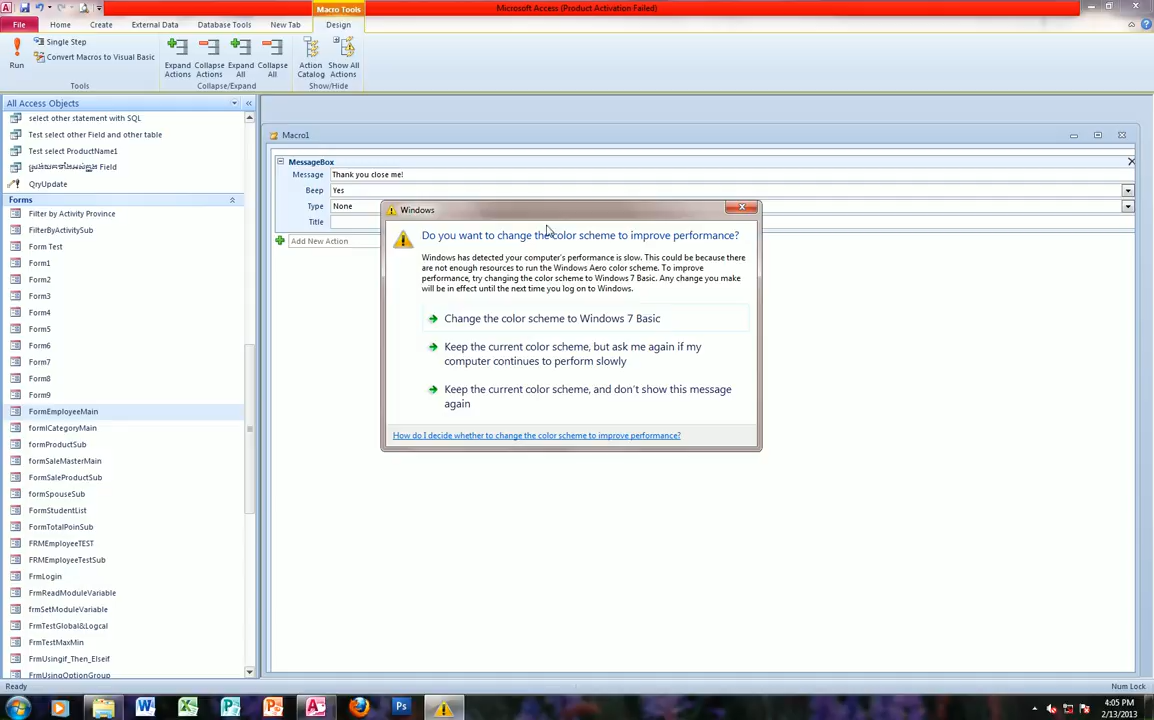 Microsoft Access (Product Activation Failed)
Macro Tools
File
Home
Create
External Data
Database Tools
New Tab
Design
Run
Single Step
Convert Macros to Visual Basic
Expand Actions
Collapse Actions
Expand All
Collapse All
Action Catalog
Show All Actions
Tools
Collapse/Expand
Show/Hide
All Access Objects
select other statement with SQL
Test select other Field and other table
Test select ProductName1
Field
QryUpdate
Forms
Filter by Activity Province
FilterByActivitySub
Form Test
Form1
Form2
Form3
Form4
Form5
Form6
Form7
Form8
Form9
FormEmployeeMain
formlCategoryMain
formProductSub
formSaleMasterMain
FormSaleProductSub
formSpouseSub
FormStudentList
FormTotalPoinSub
FRMEmployeeTEST
FRMEmployeeTestSub
FrmLogin
FrmReadModuleVariable
frmSetModuleVariable
FrmTestGlobal&Logcal
FrmTestMaxMin
FrmUsingif_Then_Elseif
FrmUsingOptionGroup
Macro1
MessageBox
Message Thank you close me!
Beep Yes
Type None
Title
Add New Action
Windows
Do you want to change the color scheme to improve performance?
Windows has detected your computer's performance is slow. This could be because there
are not enough resources to run the Windows Aero color scheme. To improve
performance, try changing the color scheme to Windows 7 Basic. Any change you make
will be in effect until the next time you log on to Windows.
Change the color scheme to Windows 7 Basic
Keep the current color scheme, but ask me again if my
computer continues to perform slowly
Keep the current color scheme, and don't show this message
again
How do I decide whether to change the color scheme to improve performance?
Ready
Num Lock
4:05 PM
2/13/2013